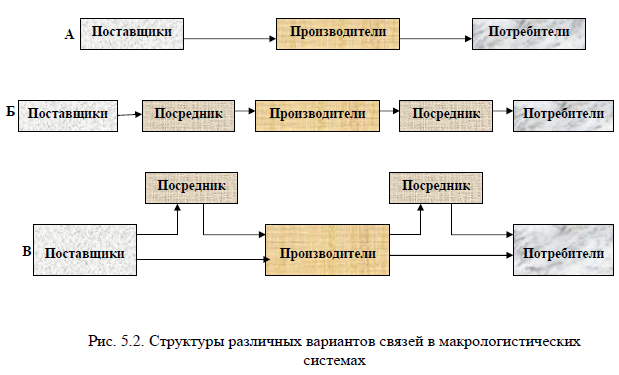 А Поставщики Производители Потребители
Б Поставщики Посредник Производители Посредник Потребители
Посредник Посредник
В Поставщики Производители Потребители
Рис. 5.2. Структуры различных вариантов связей в макрологистических
системах